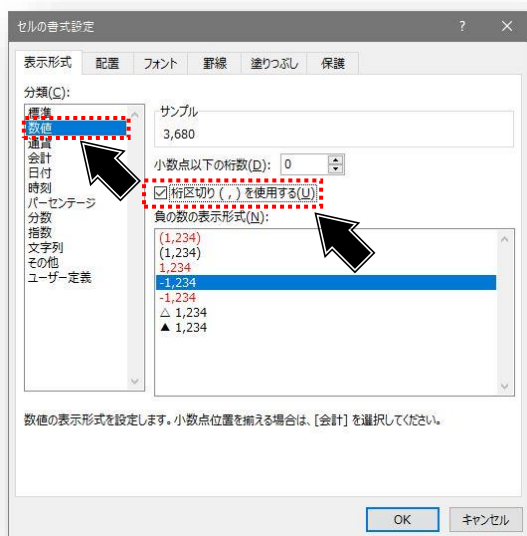 セルの書式設定
表示形式 配置 フォント 罫線 塗りつぶし 保護
分類(C):
標準
数値
通貨
会計
日付
時刻
パーセンテージ
分数
指数
文字列
その他
ユーザー定義
サンプル
3,680
小数点以下の桁数(D): 0
桁区切り ( , ) を使用する(U)
負の数の表示形式(N):
(1,234)
(1,234)
1,234
-1,234
-1,234
△ 1,234
▲ 1,234
数値の表示形式を設定します。小数点位置を揃える場合は、[会計] を選択してください。
OK キャンセル